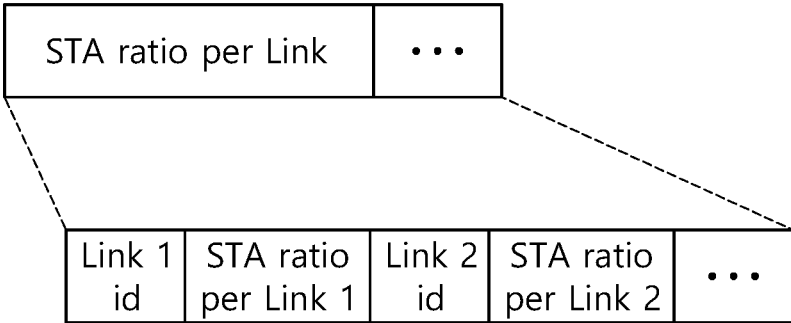 STA ratio per Link
• • •
Link 1
id
STA ratio
per Link 1
Link 2
id
STA ratio
per Link 2
• • •